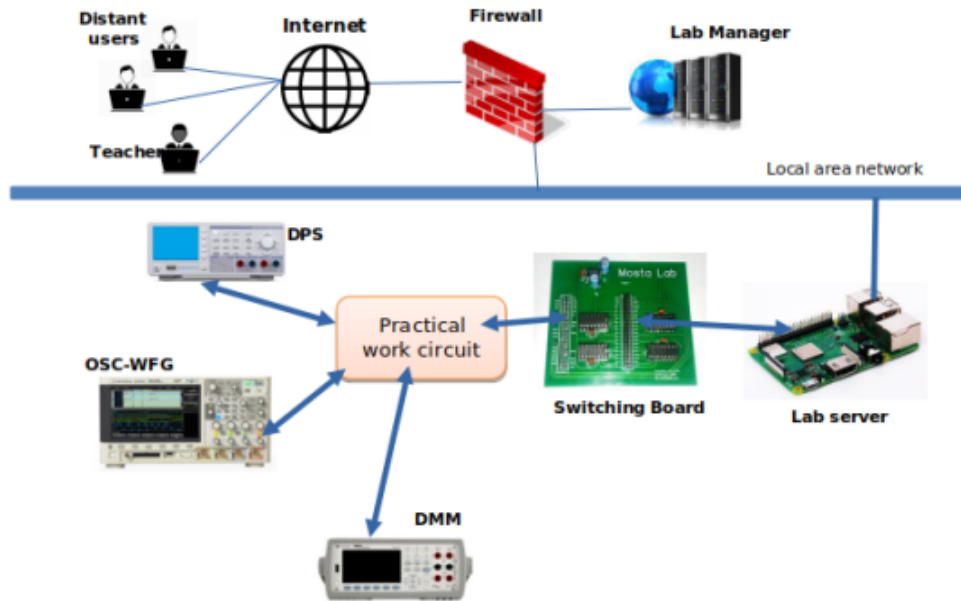 Distant
users
Internet
Firewall
Lab Manager
Teacher
Local area network
DPS
Mosta Lab
Practical
work circuit
OSC-WFG
Switching Board
Lab server
DMM